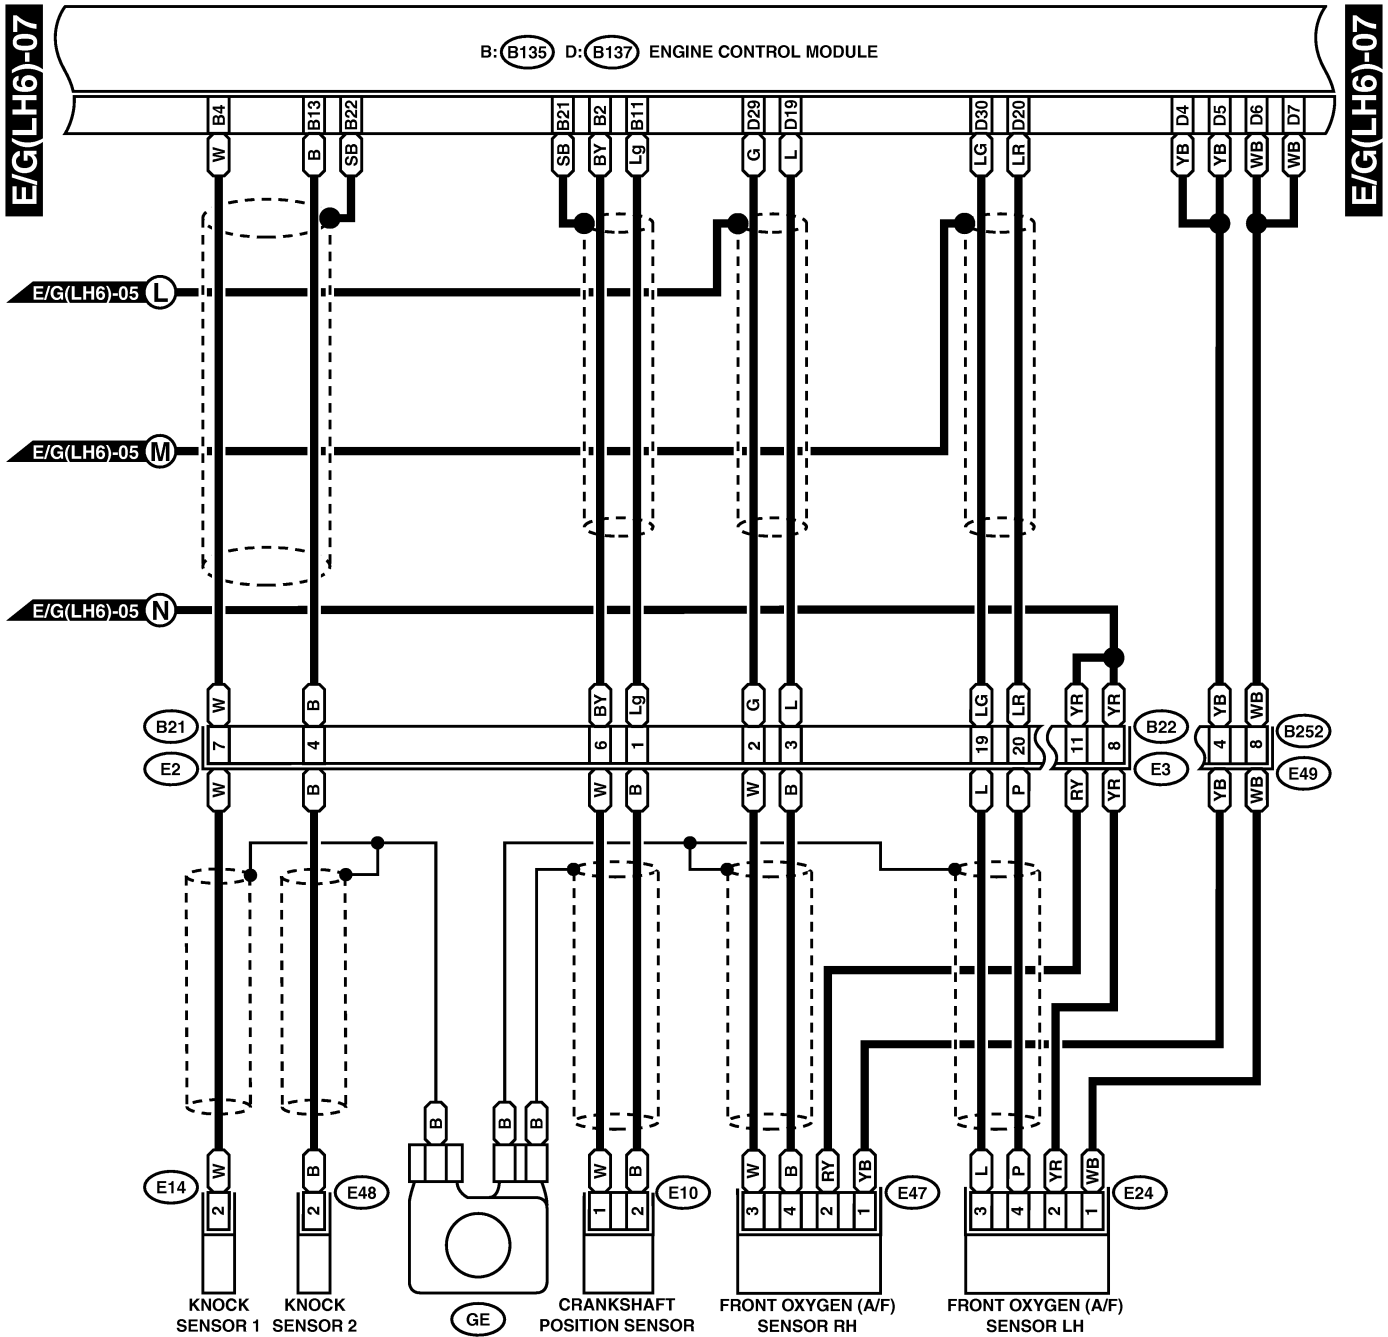 E/G(LH6)-07
E/G(LH6)-07
B: B135 D: B137 ENGINE CONTROL MODULE
B4 B13 B22 B21 B2 B11 D29 D19 D30 D20 D4 D5 D6 D7
W B SB SB BY Lg G L LG LR YB YB WB WB
E/G(LH6)-05 L
E/G(LH6)-05 M
E/G(LH6)-05 N
W B BY Lg G L LG LR YR YR YB WB
B21 7 4 6 1 2 3 19 20 11 8 B22 4 8 B252
E2 E3 E49
W B W B W B L P RY YR YB WB
B B B
W B W B W B RY YB L P YR WB
E14 2 2 E48 1 2 E10 3 4 2 1 E47 3 4 2 1 E24
KNOCK
SENSOR 1
KNOCK
SENSOR 2
GE
CRANKSHAFT
POSITION SENSOR
FRONT OXYGEN (A/F)
SENSOR RH
FRONT OXYGEN (A/F)
SENSOR LH